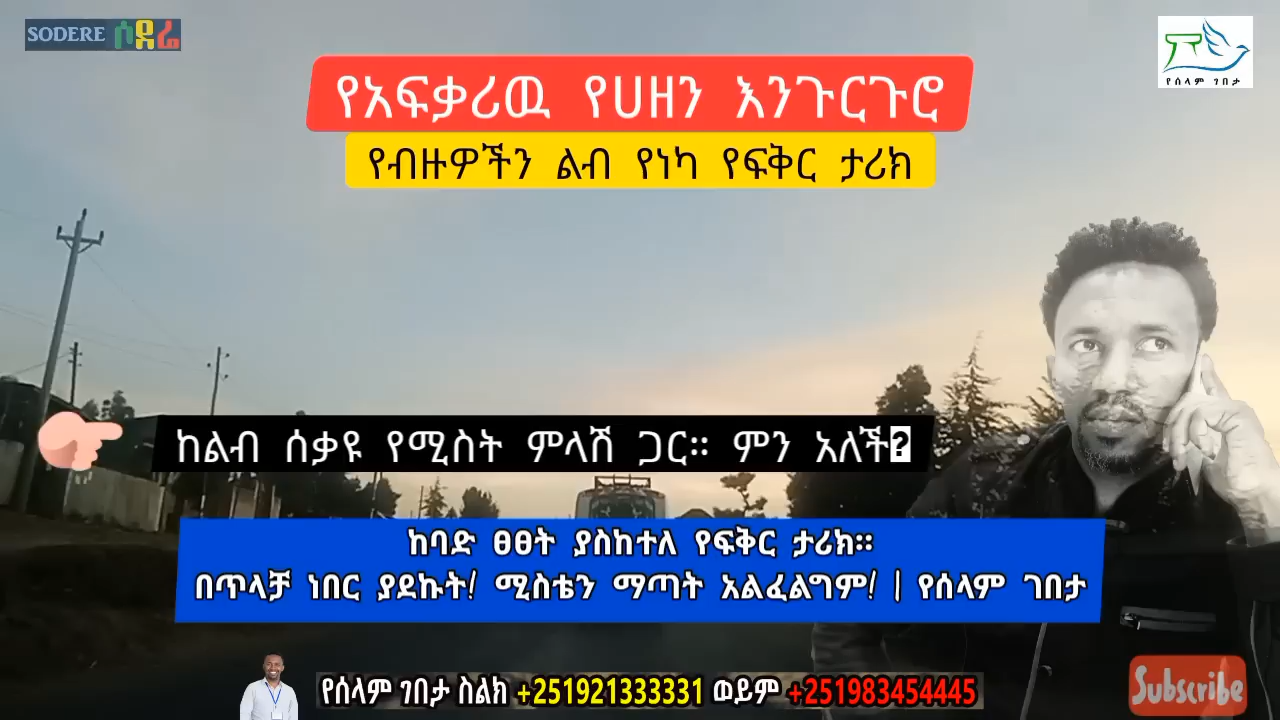 SODERE ሶደሬ
የሰላም ገበታ
የአፍቃሪዉ የሀዘን እንጉርጉሮ
የብዙዎችን ልብ የነካ የፍቅር ታሪክ
ከልብ ሰቃዩ የሚስት ምላሽ ጋር። ምን አለች
ከባድ ፀፀት ያስከተለ የፍቅር ታሪክ።
በጥላቻ ነበር ያደኩት! ሚስቴን ማጣት አልፈልግም! | የሰላም ገበታ
የሰላም ገበታ ስልክ +251921333331 ወይም +251983454445
Subscribe